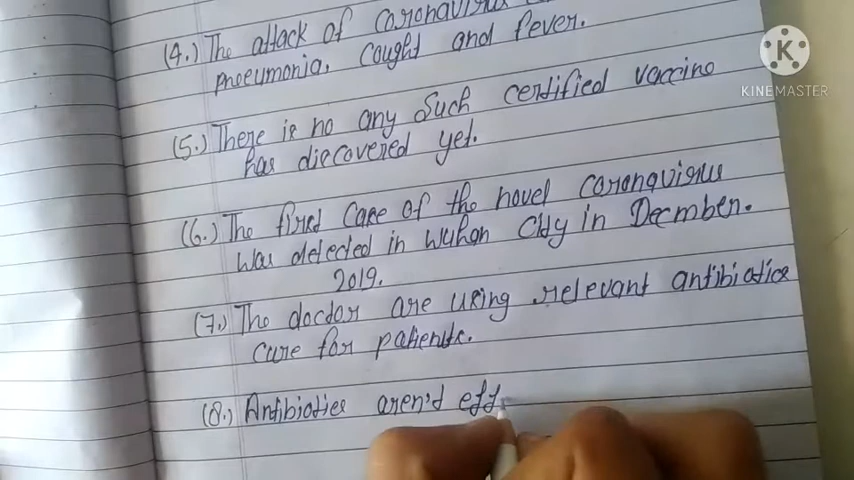 (4.) The attack of coronavirus
pneumonia, cought and fever.
(5.) There is no any such certified vaccine
has discovered yet.
(6.) The first case of the novel coronavirus
was detected in Wuhan City in Decmber.
2019.
(7.) The doctor are using relevant antibiotics
cure for patients.
(8.) Antibiotics aren't eff
K
KINEMASTER